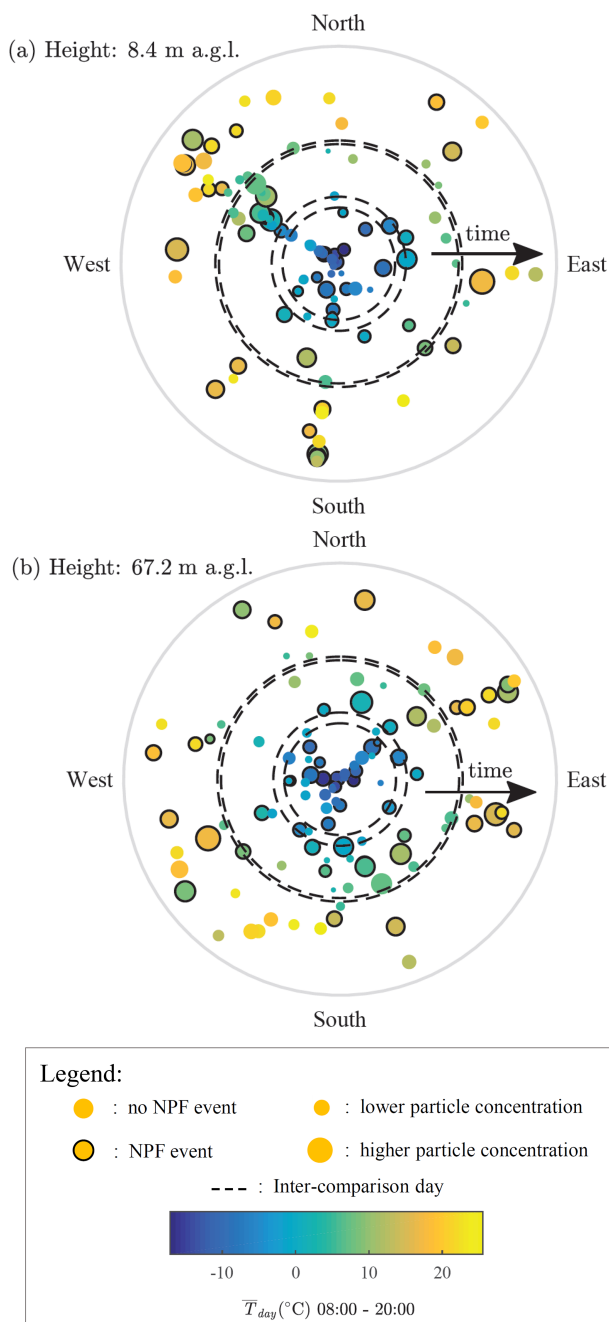 North
(a) Height: 8.4 m a.g.l.
time
West
East
South
North
(b) Height: 67.2 m a.g.l.
time
West
East
South
Legend:
: no NPF event : lower particle concentration
: NPF event : higher particle concentration
: Inter-comparison day
-10 0 10 20
T̅day(°C) 08:00 - 20:00